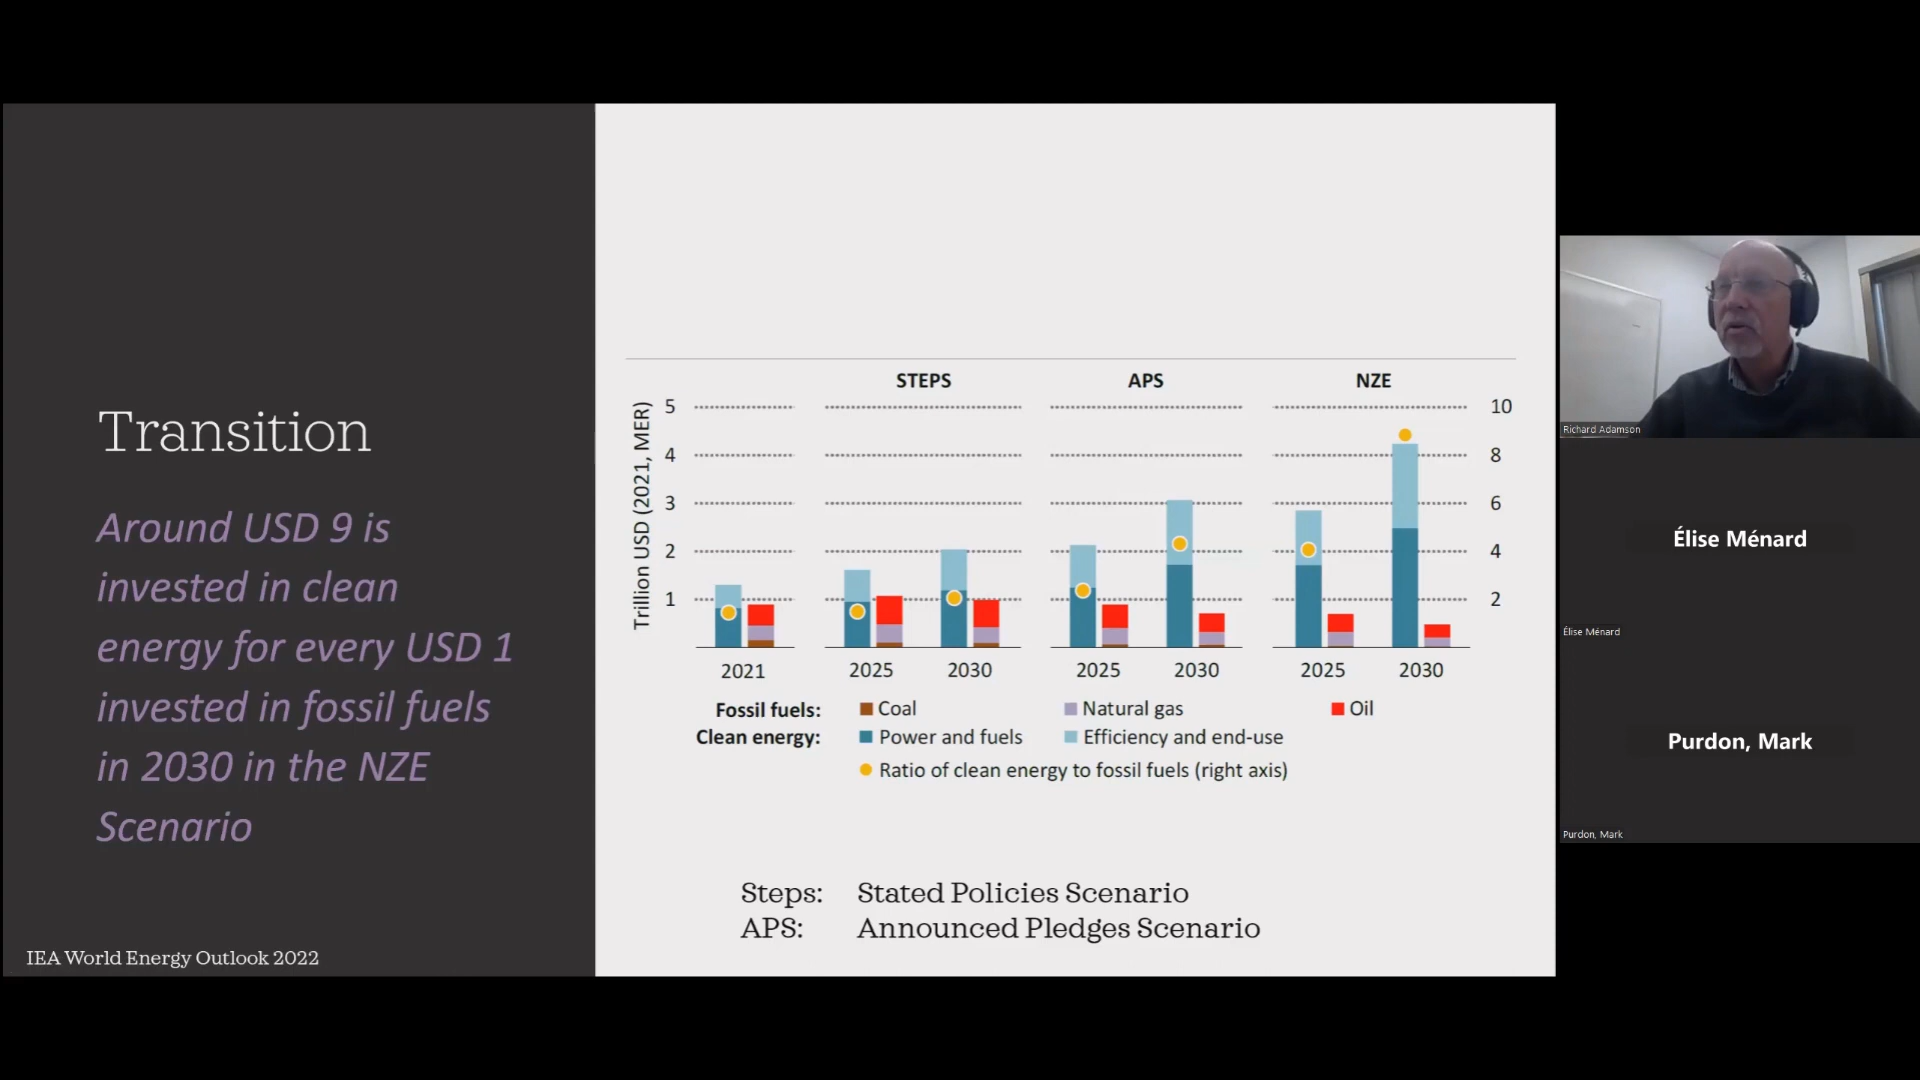 Transition
Around USD 9 is
invested in clean
energy for every USD 1
invested in fossil fuels
in 2030 in the NZE
Scenario
IEA World Energy Outlook 2022
STEPS APS NZE
Trillion USD (2021, MER)
5 10
4 8
3 6
2 4
1 2
2021 2025 2030 2025 2030 2025 2030
Fossil fuels: Coal Natural gas Oil
Clean energy: Power and fuels Efficiency and end-use
Ratio of clean energy to fossil fuels (right axis)
Steps: Stated Policies Scenario
APS: Announced Pledges Scenario
Richard Adamson
Élise Ménard
Élise Ménard
Purdon, Mark
Purdon, Mark